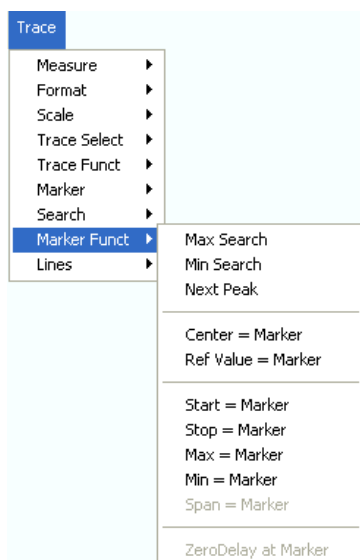 Trace
Measure
Format
Scale
Trace Select
Trace Funct
Marker
Search
Marker Funct
Lines
Max Search
Min Search
Next Peak
Center = Marker
Ref Value = Marker
Start = Marker
Stop = Marker
Max = Marker
Min = Marker
Span = Marker
ZeroDelay at Marker